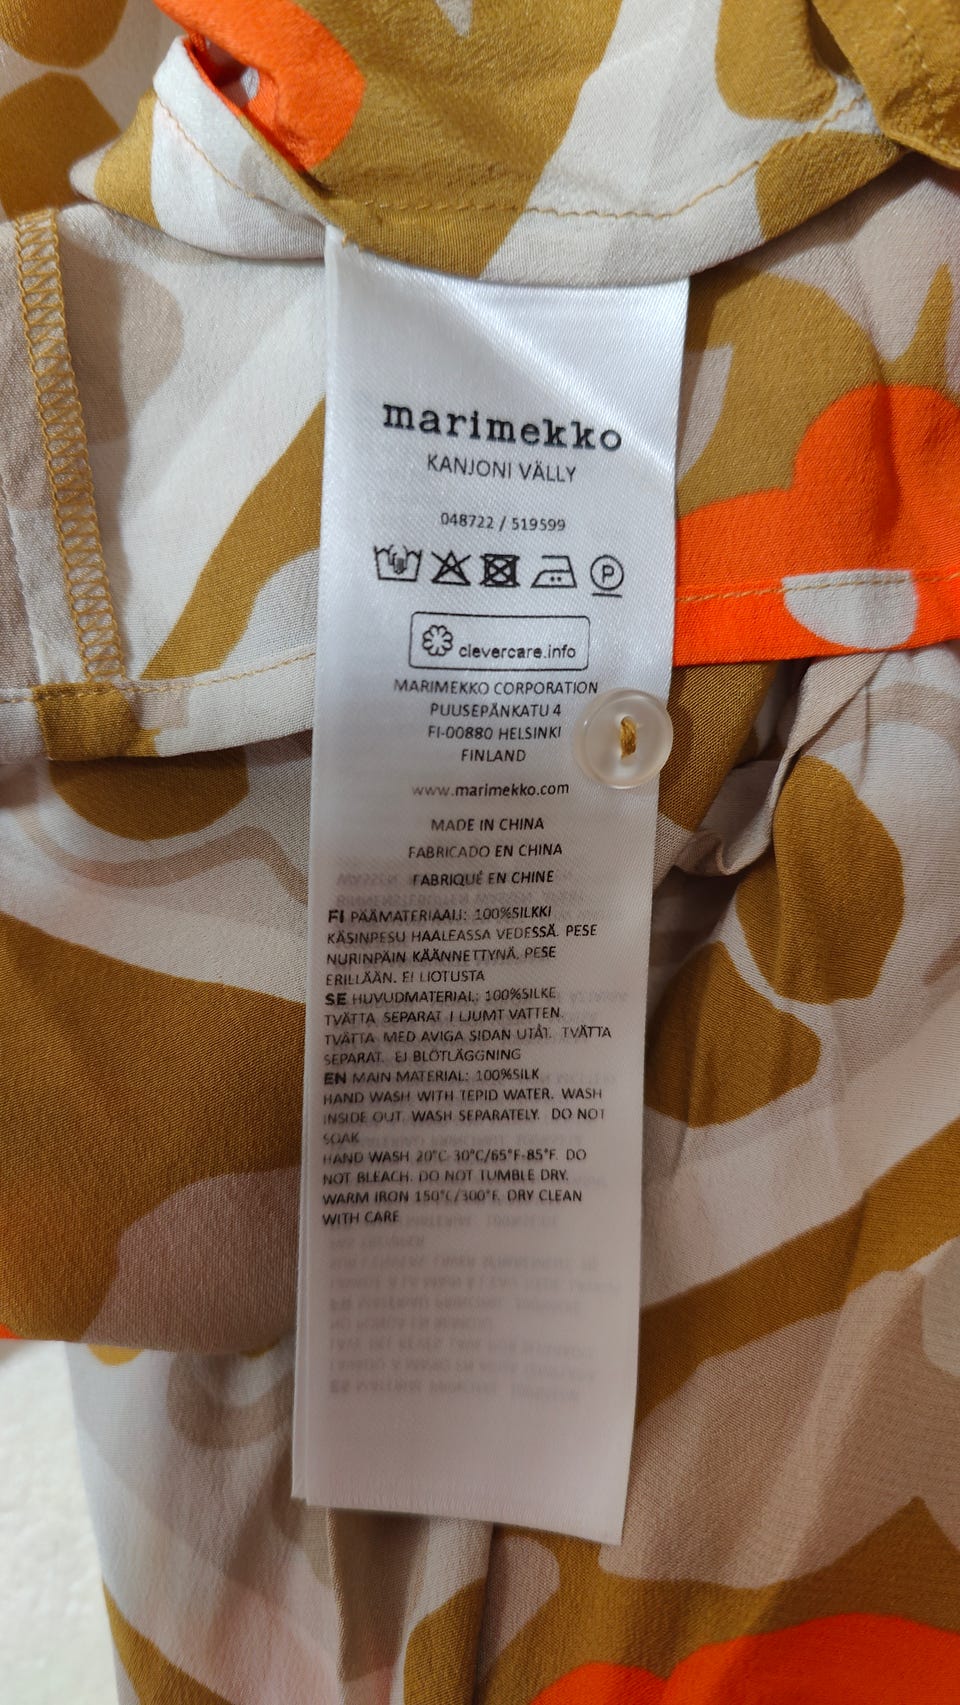 marimekko
KANJONI VÄLLY
048722 / 519599
P
clevercare.info
MARIMEKKO CORPORATION
PUUSEPÄNKATU 4
FI-00880 HELSINKI
FINLAND
www.marimekko.com
MADE IN CHINA
FABRICADO EN CHINA
FABRIQUÉ EN CHINE
FI PÄÄMATERIAALI: 100%SILKKI
KÄSINPESU HAALEASSA VEDESSÄ. PESE
NURINPÄIN KÄÄNNETTYNÄ. PESE
ERILLÄÄN. EI LIOTUSTA
SE HUVUDMATERIAL: 100%SILKE
TVÄTTA SEPARAT I LJUMT VATTEN.
TVÄTTA MED AVIGA SIDAN UTÅT. TVÄTTA
SEPARAT. EJ BLÖTLÄGGNING
EN MAIN MATERIAL: 100%SILK
HAND WASH WITH TEPID WATER. WASH
INSIDE OUT. WASH SEPARATELY. DO NOT
SOAK
HAND WASH 20°C-30°C/65°F-85°F. DO
NOT BLEACH. DO NOT TUMBLE DRY.
WARM IRON 150°C/300°F. DRY CLEAN
WITH CARE